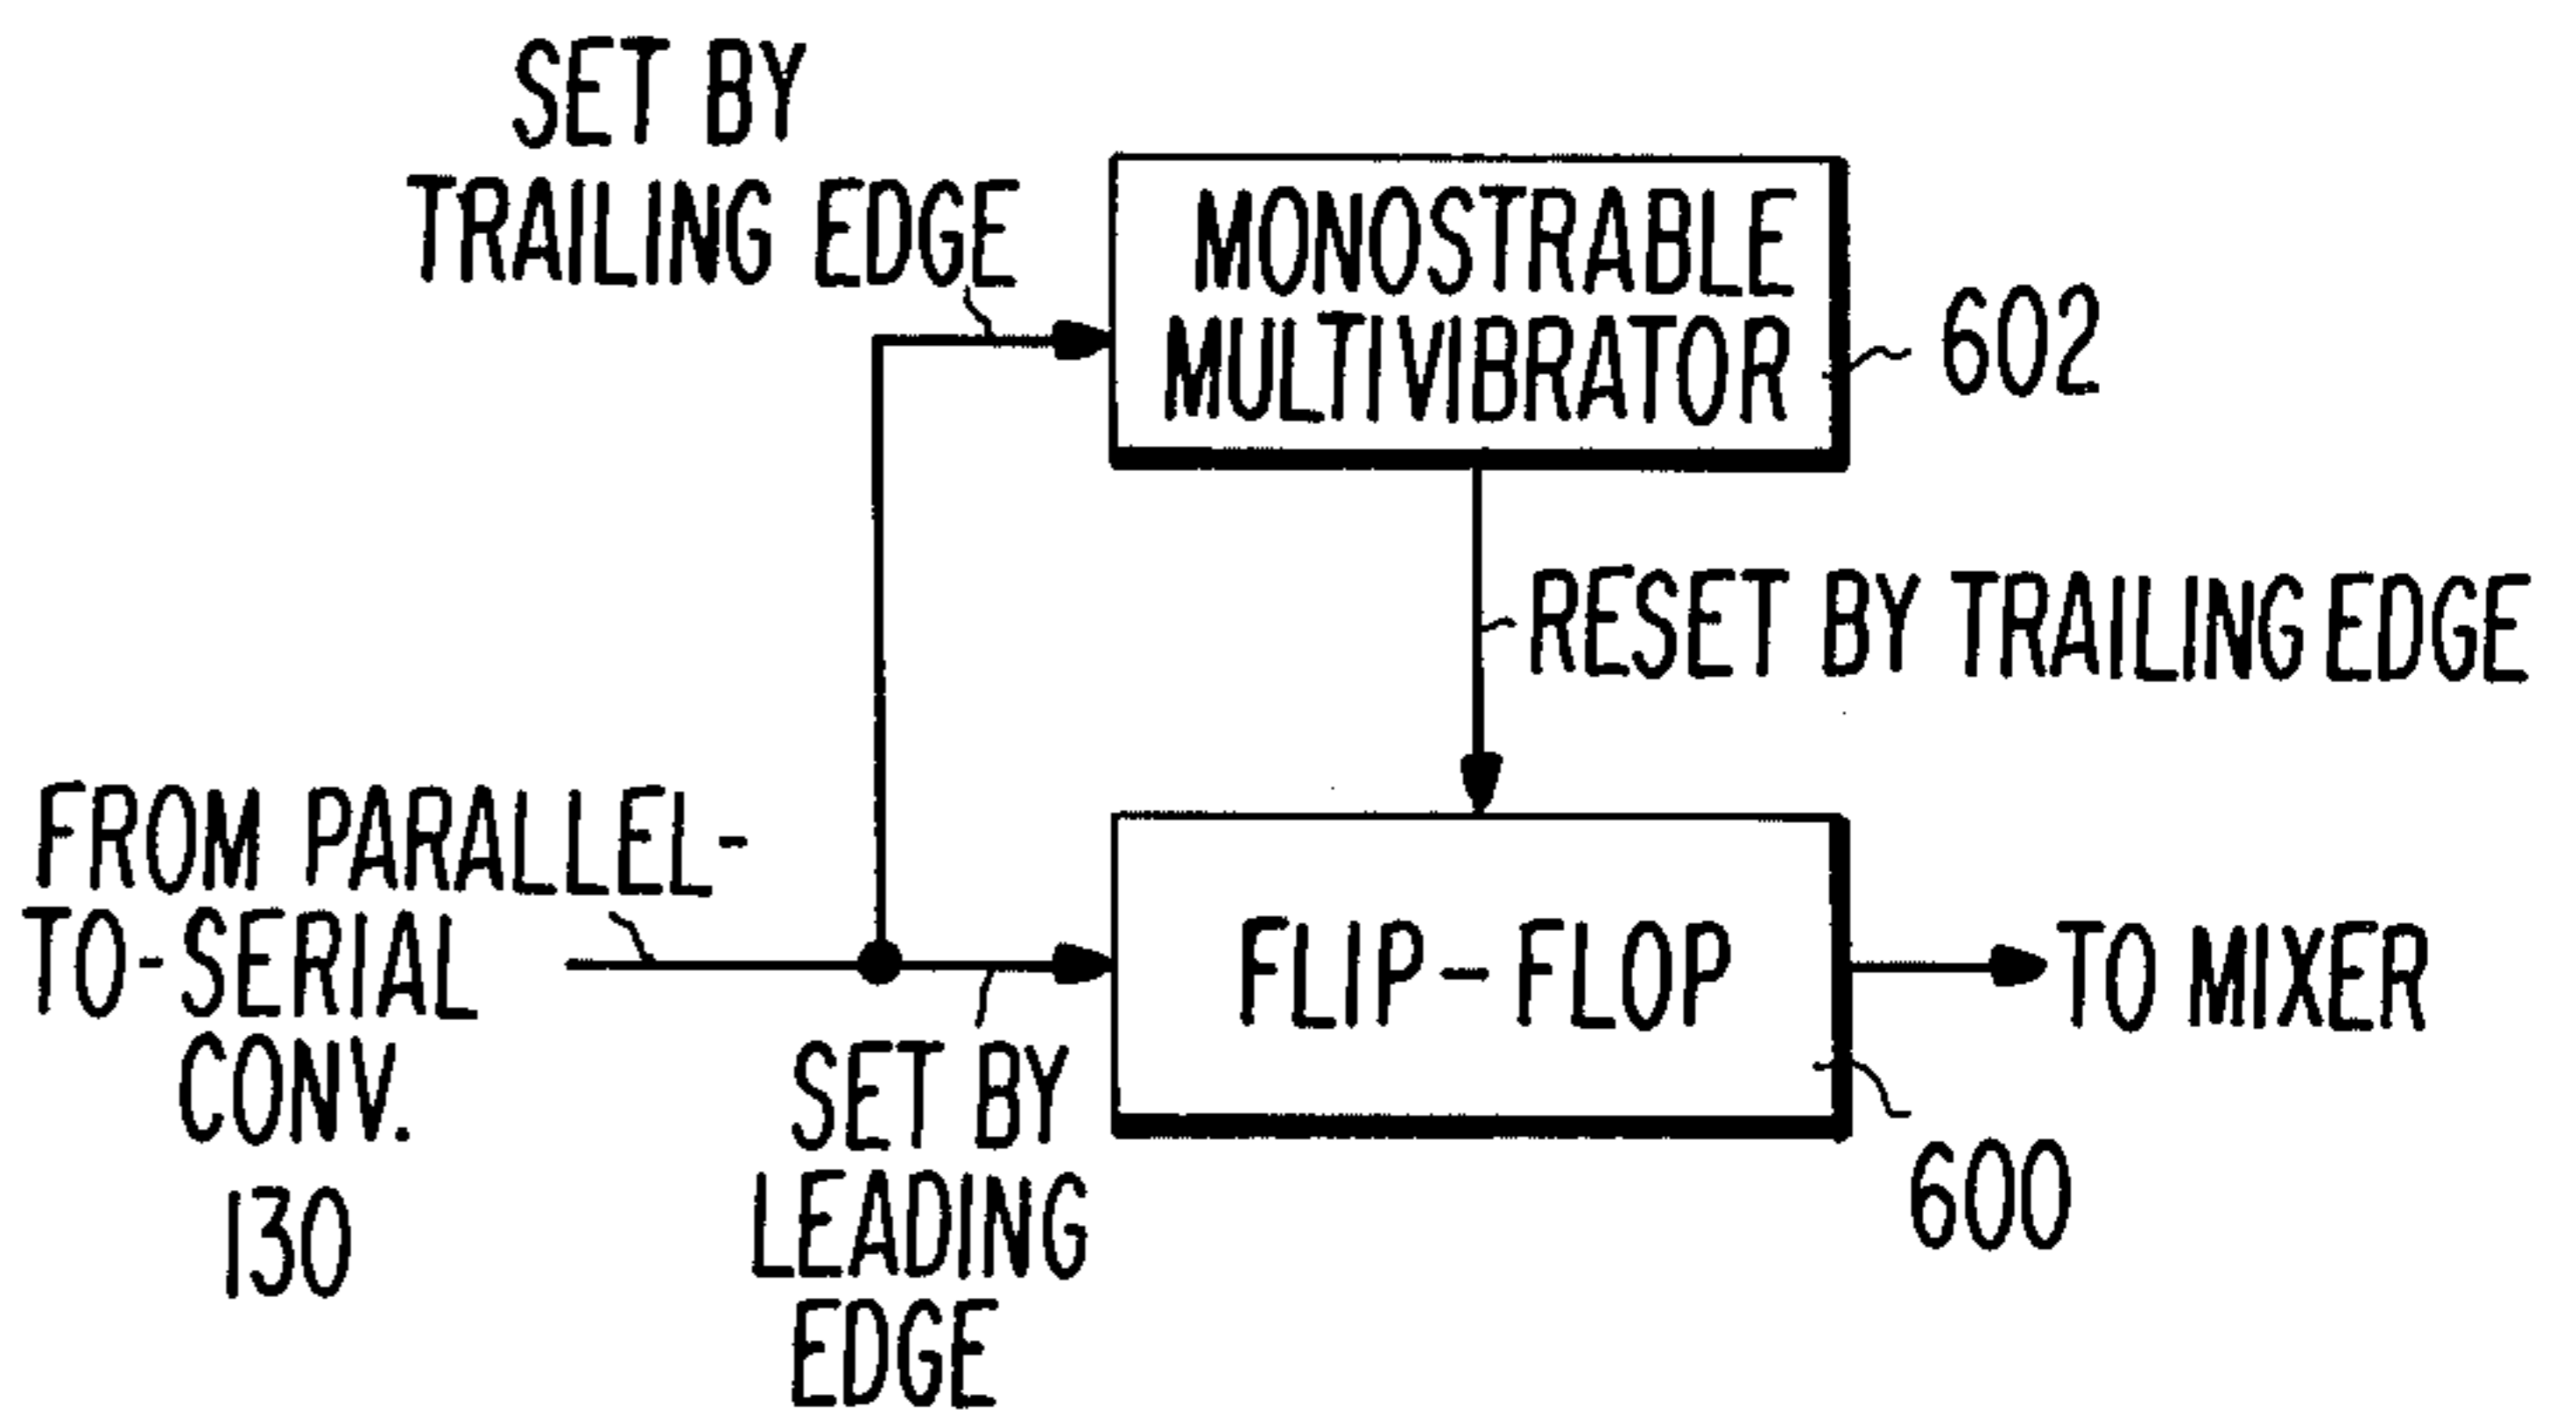 SET BY
TRAILING EDGE
MONOSTRABLE
MULTIVIBRATOR
602
RESET BY TRAILING EDGE
FROM PARALLEL-
TO-SERIAL
CONV.
130
SET BY
LEADING
EDGE
FLIP-FLOP
TO MIXER
600